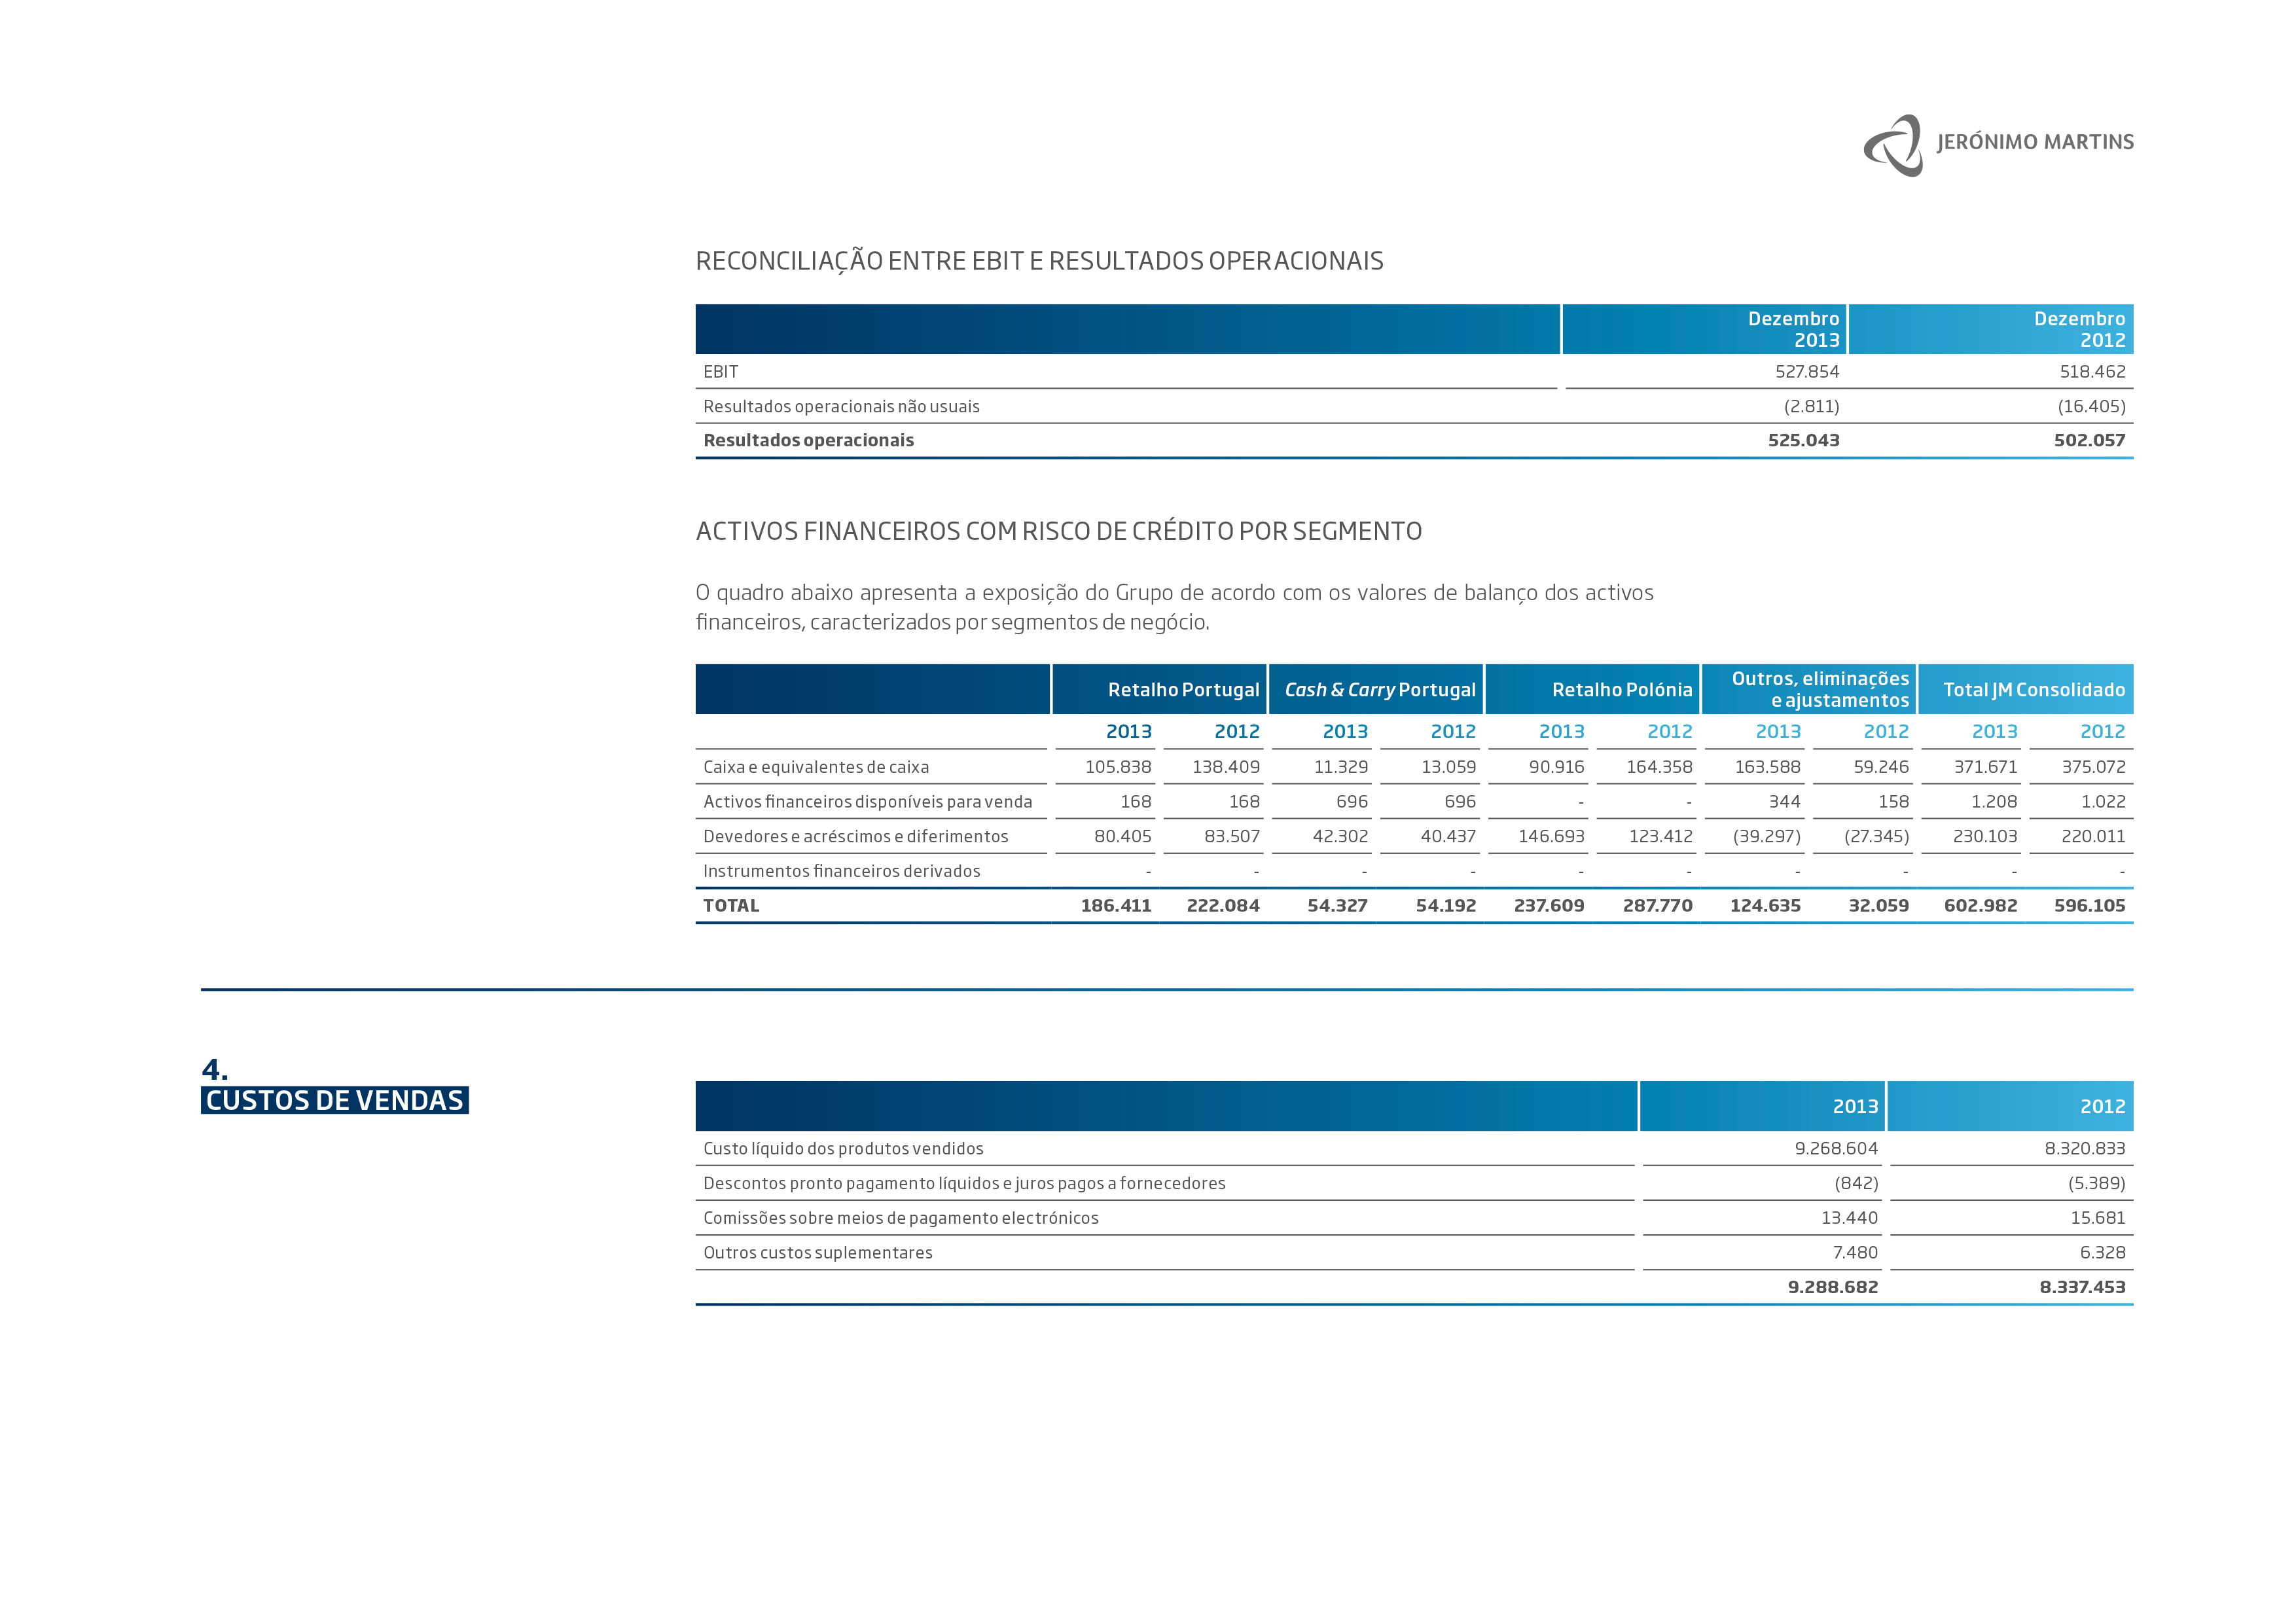 JERÓNIMO MARTINS
RECONCILIAÇÃO ENTRE EBIT E RESULTADOS OPERACIONAIS
Dezembro 2013 Dezembro 2012
EBIT 527.854 518.462
Resultados operacionais não usuais (2.811) (16.405)
Resultados operacionais 525.043 502.057
ACTIVOS FINANCEIROS COM RISCO DE CRÉDITO POR SEGMENTO
O quadro abaixo apresenta a exposição do Grupo de acordo com os valores de balanço dos activos
financeiros, caracterizados por segmentos de negócio.
Retalho Portugal Cash & Carry Portugal Retalho Polónia Outros, eliminações e ajustamentos Total JM Consolidado
2013 2012 2013 2012 2013 2012 2013 2012 2013 2012
Caixa e equivalentes de caixa 105.838 138.409 11.329 13.059 90.916 164.358 163.588 59.246 371.671 375.072
Activos financeiros disponíveis para venda 168 168 696 696 - - 344 158 1.208 1.022
Devedores e acréscimos e diferimentos 80.405 83.507 42.302 40.437 146.693 123.412 (39.297) (27.345) 230.103 220.011
Instrumentos financeiros derivados - - - - - - - - - -
TOTAL 186.411 222.084 54.327 54.192 237.609 287.770 124.635 32.059 602.982 596.105
4.
CUSTOS DE VENDAS
2013 2012
Custo líquido dos produtos vendidos 9.268.604 8.320.833
Descontos pronto pagamento líquidos e juros pagos a fornecedores (842) (5.389)
Comissões sobre meios de pagamento electrónicos 13.440 15.681
Outros custos suplementares 7.480 6.328
9.288.682 8.337.453